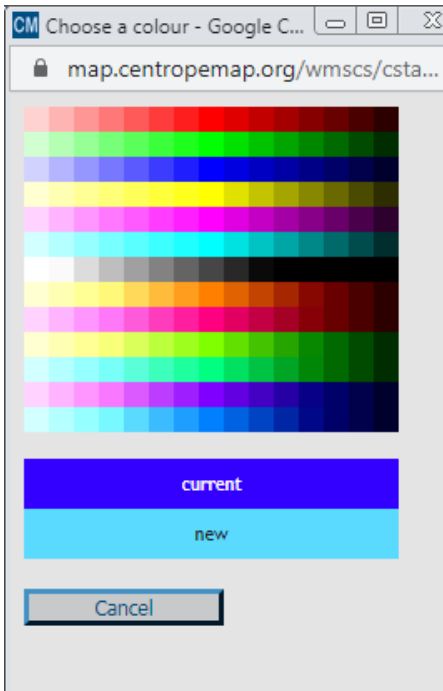 CM Choose a colour - Google C...
map.centropemap.org/wmscs/csta...
current
new
Cancel